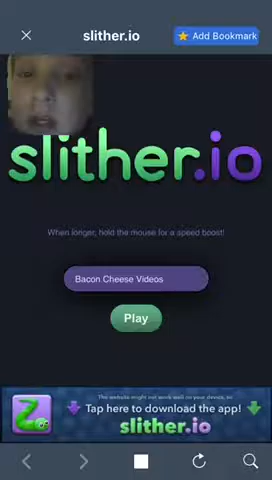 slither.io
Add Bookmark
slither.io
When longer, hold the mouse for a speed boost!
Bacon Cheese Videos
Play
This website might not work well on your device, so
Tap here to download the app!
slither.io